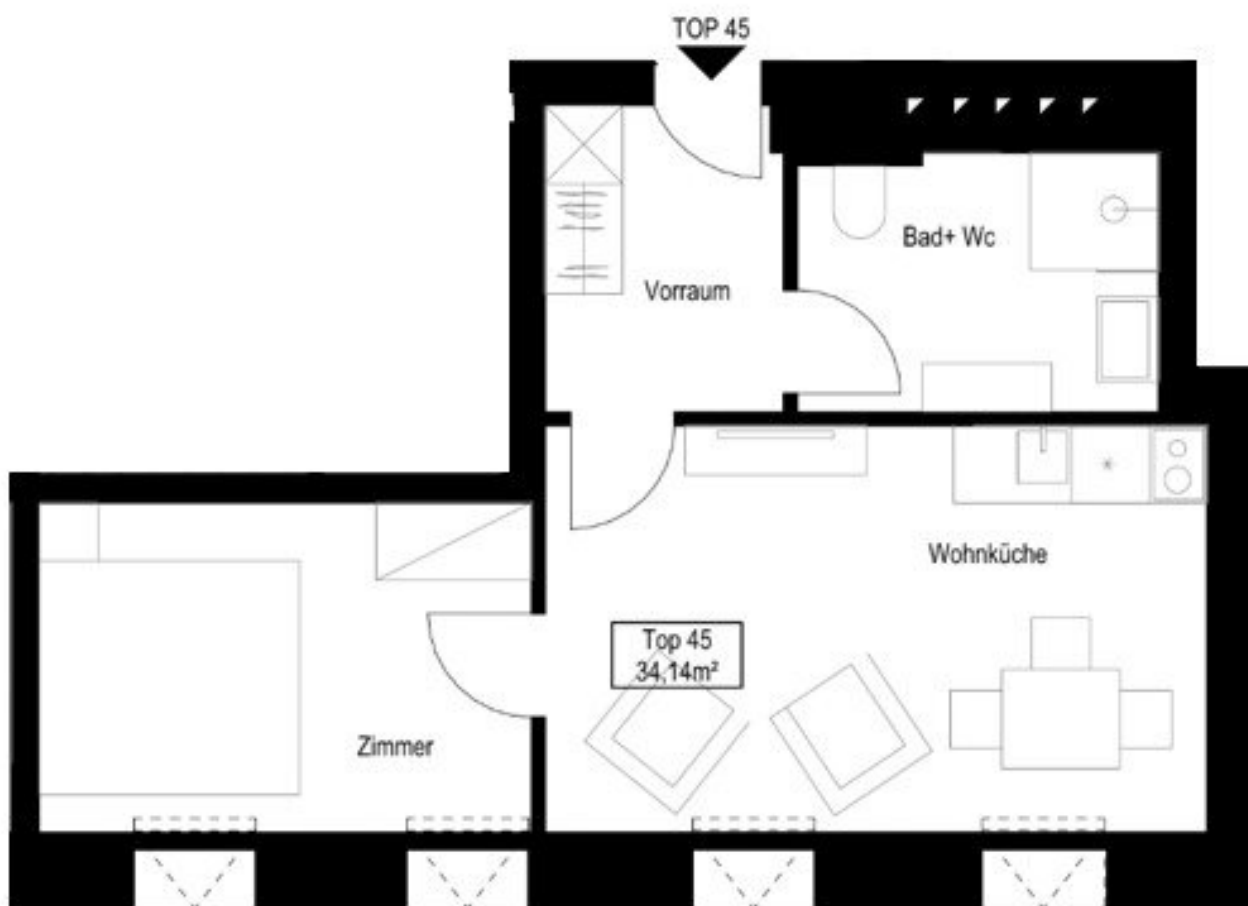 TOP 45
Bad+ Wc
Vorraum
Wohnküche
Top 45
34,14m²
Zimmer